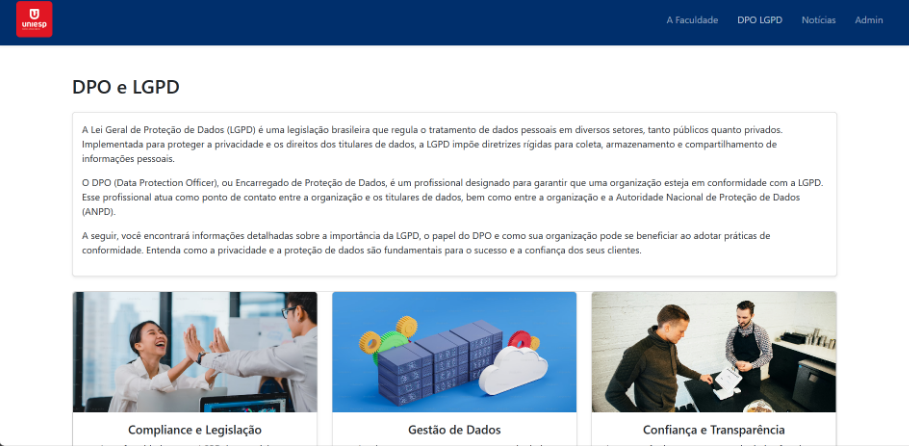 uniesp
A Faculdade
DPO LGPD
Notícias
Admin
DPO e LGPD
A Lei Geral de Proteção de Dados (LGPD) é uma legislação brasileira que regula o tratamento de dados pessoais em diversos setores, tanto públicos quanto privados.
Implementada para proteger a privacidade e os direitos dos titulares de dados, a LGPD impõe diretrizes rígidas para coleta, armazenamento e compartilhamento de
informações pessoais.
O DPO (Data Protection Officer), ou Encarregado de Proteção de Dados, é um profissional designado para garantir que uma organização esteja em conformidade com a LGPD.
Esse profissional atua como ponto de contato entre a organização e os titulares de dados, bem como entre a organização e a Autoridade Nacional de Proteção de Dados
(ANPD).
A seguir, você encontrará informações detalhadas sobre a importância da LGPD, o papel do DPO e como sua organização pode se beneficiar ao adotar práticas de
conformidade. Entenda como a privacidade e a proteção de dados são fundamentais para o sucesso e a confiança dos seus clientes.
Compliance e Legislação
Gestão de Dados
Confiança e Transparência